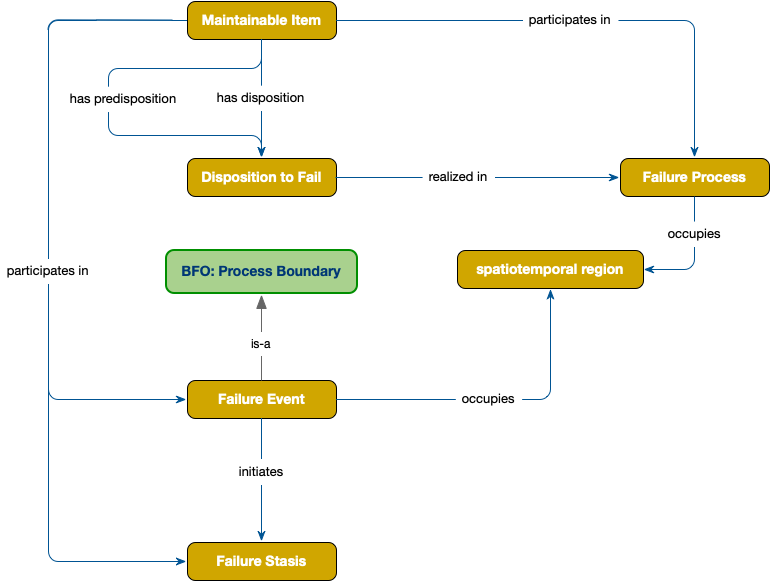 Maintainable Item
participates in
has predisposition
has disposition
Disposition to Fail
realized in
Failure Process
occupies
participates in
BFO: Process Boundary
spatiotemporal region
is-a
Failure Event
occupies
initiates
Failure Stasis